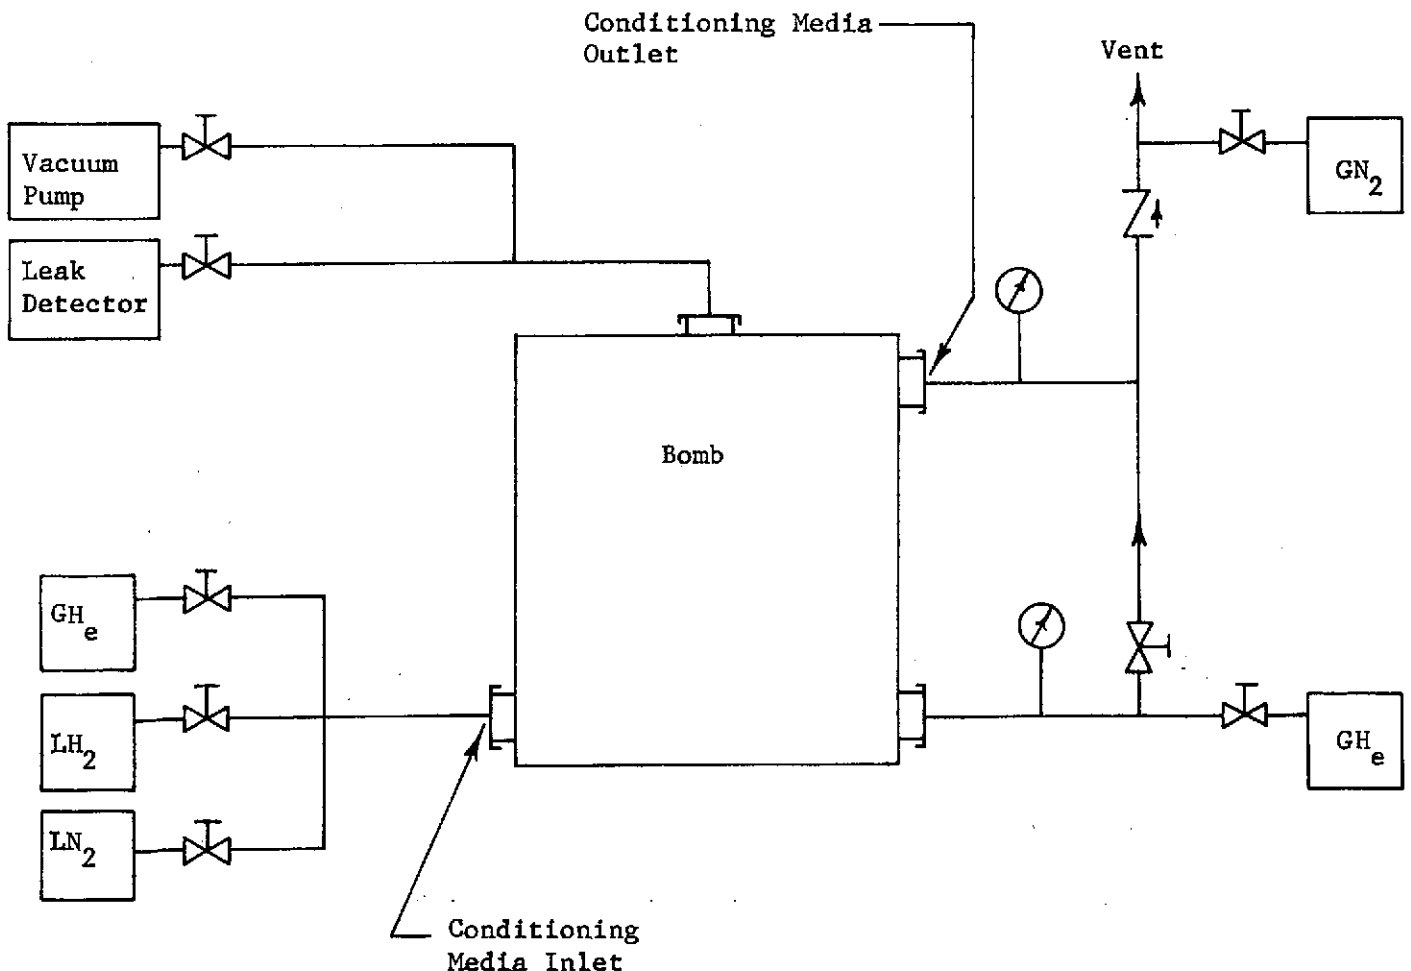 Conditioning Media
Outlet
Vent
Vacuum
Pump
GN2
Leak
Detector
Bomb
GHe
LH2
GHe
LN2
Conditioning
Media Inlet